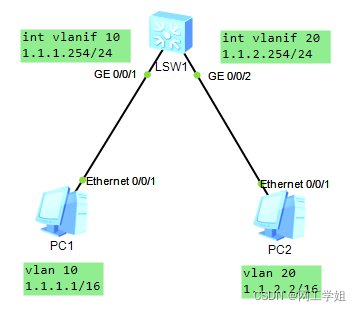 int vlanif 10
1.1.1.254/24
int vlanif 20
1.1.2.254/24
LSW1
GE 0/0/1
GE 0/0/2
Ethernet 0/0/1
Ethernet 0/0/1
PC1
PC2
vlan 10
1.1.1.1/16
vlan 20
1.1.2.2/16
CSDN @网工学姐